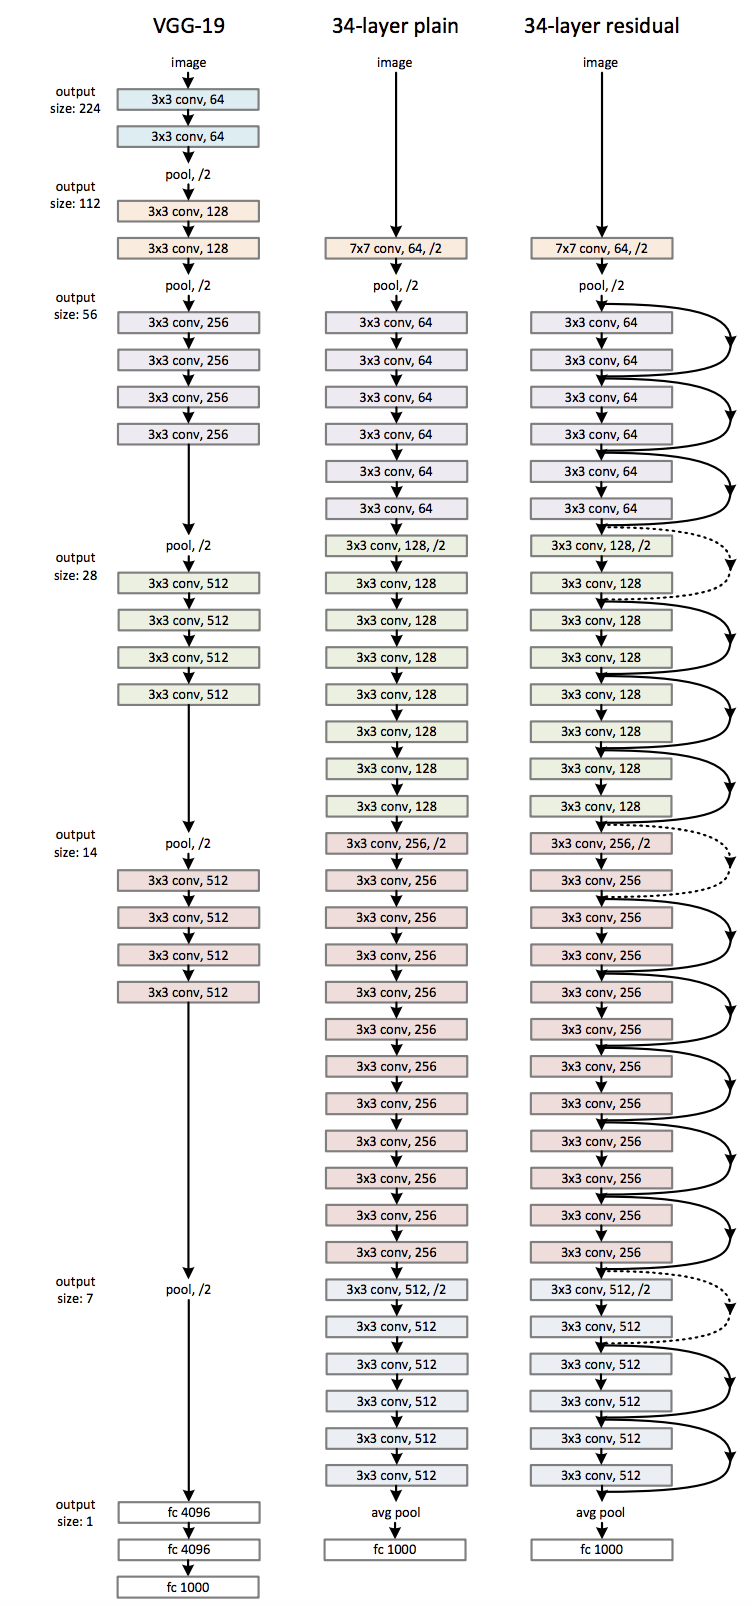 VGG-19
image
output
size: 224
3x3 conv, 64
3x3 conv, 64
pool, /2
output
size: 112
3x3 conv, 128
3x3 conv, 128
pool, /2
output
size: 56
3x3 conv, 256
3x3 conv, 256
3x3 conv, 256
3x3 conv, 256
pool, /2
output
size: 28
3x3 conv, 512
3x3 conv, 512
3x3 conv, 512
3x3 conv, 512
pool, /2
output
size: 14
3x3 conv, 512
3x3 conv, 512
3x3 conv, 512
3x3 conv, 512
output
size: 7
pool, /2
output
size: 1
fc 4096
fc 4096
fc 1000
34-layer plain
image
7x7 conv, 64, /2
pool, /2
3x3 conv, 64
3x3 conv, 64
3x3 conv, 64
3x3 conv, 64
3x3 conv, 64
3x3 conv, 64
3x3 conv, 128, /2
3x3 conv, 128
3x3 conv, 128
3x3 conv, 128
3x3 conv, 128
3x3 conv, 128
3x3 conv, 128
3x3 conv, 128
3x3 conv, 256, /2
3x3 conv, 256
3x3 conv, 256
3x3 conv, 256
3x3 conv, 256
3x3 conv, 256
3x3 conv, 256
3x3 conv, 256
3x3 conv, 256
3x3 conv, 256
3x3 conv, 256
3x3 conv, 256
3x3 conv, 512, /2
3x3 conv, 512
3x3 conv, 512
3x3 conv, 512
3x3 conv, 512
3x3 conv, 512
avg pool
fc 1000
34-layer residual
image
7x7 conv, 64, /2
pool, /2
3x3 conv, 64
3x3 conv, 64
3x3 conv, 64
3x3 conv, 64
3x3 conv, 64
3x3 conv, 64
3x3 conv, 128, /2
3x3 conv, 128
3x3 conv, 128
3x3 conv, 128
3x3 conv, 128
3x3 conv, 128
3x3 conv, 128
3x3 conv, 128
3x3 conv, 256, /2
3x3 conv, 256
3x3 conv, 256
3x3 conv, 256
3x3 conv, 256
3x3 conv, 256
3x3 conv, 256
3x3 conv, 256
3x3 conv, 256
3x3 conv, 256
3x3 conv, 256
3x3 conv, 256
3x3 conv, 512, /2
3x3 conv, 512
3x3 conv, 512
3x3 conv, 512
3x3 conv, 512
3x3 conv, 512
avg pool
fc 1000